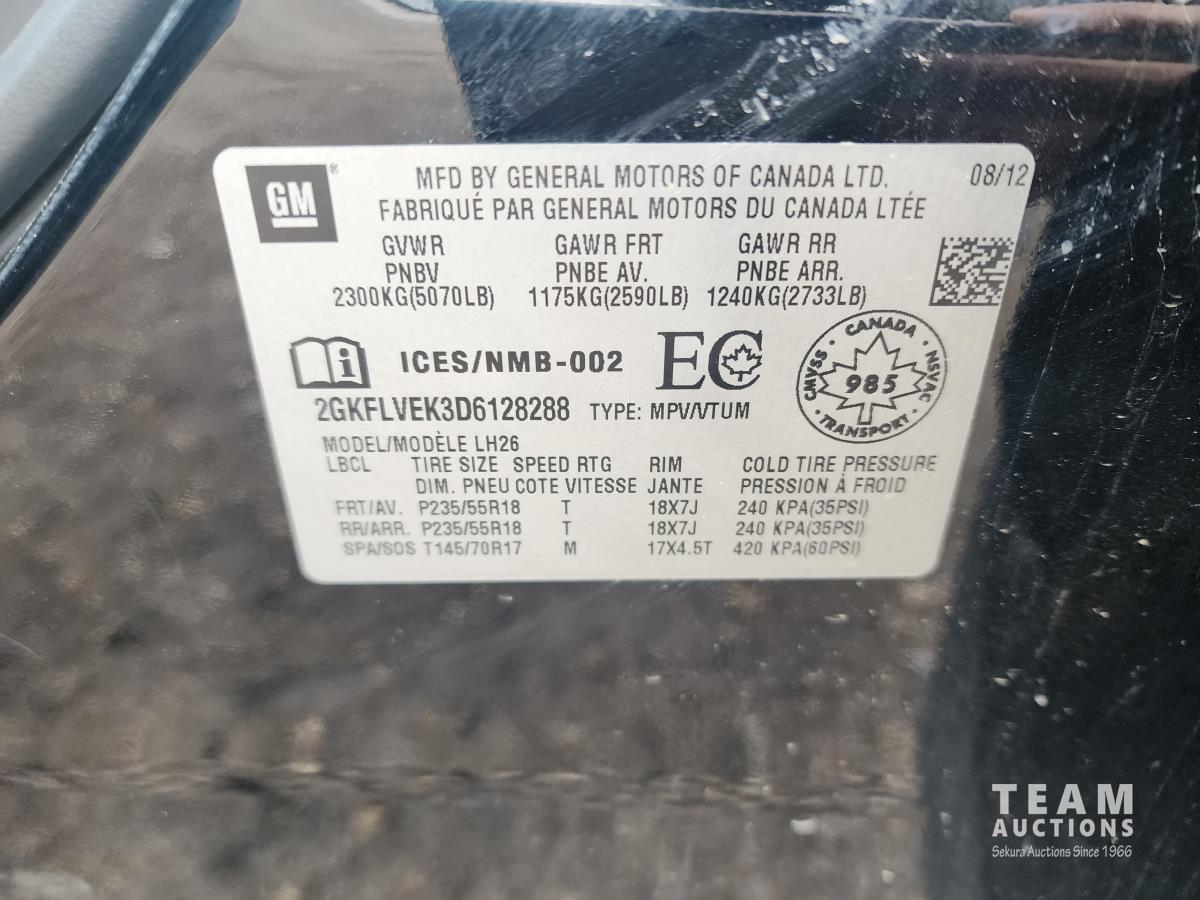 GM ®
MFD BY GENERAL MOTORS OF CANADA LTD. 08/12
FABRIQUÉ PAR GENERAL MOTORS DU CANADA LTÉE
GVWR GAWR FRT GAWR RR
PNBV PNBE AV. PNBE ARR.
2300KG(5070LB) 1175KG(2590LB) 1240KG(2733LB)
ICES/NMB-002 EC
CANADA
CMVSS 985 NSVAC
TRANSPORT
2GKFLVEK3D6128288 TYPE: MPV/VTUM
MODEL/MODÈLE LH26
LBCL TIRE SIZE SPEED RTG RIM COLD TIRE PRESSURE
DIM. PNEU COTE VITESSE JANTE PRESSION À FROID
FRT/AV. P235/55R18 T 18X7J 240 KPA(35PSI)
RR/ARR. P235/55R18 T 18X7J 240 KPA(35PSI)
SPA/SOS T145/70R17 M 17X4.5T 420 KPA(60PSI)
TEAM
AUCTIONS
Sekura Auctions Since 1966